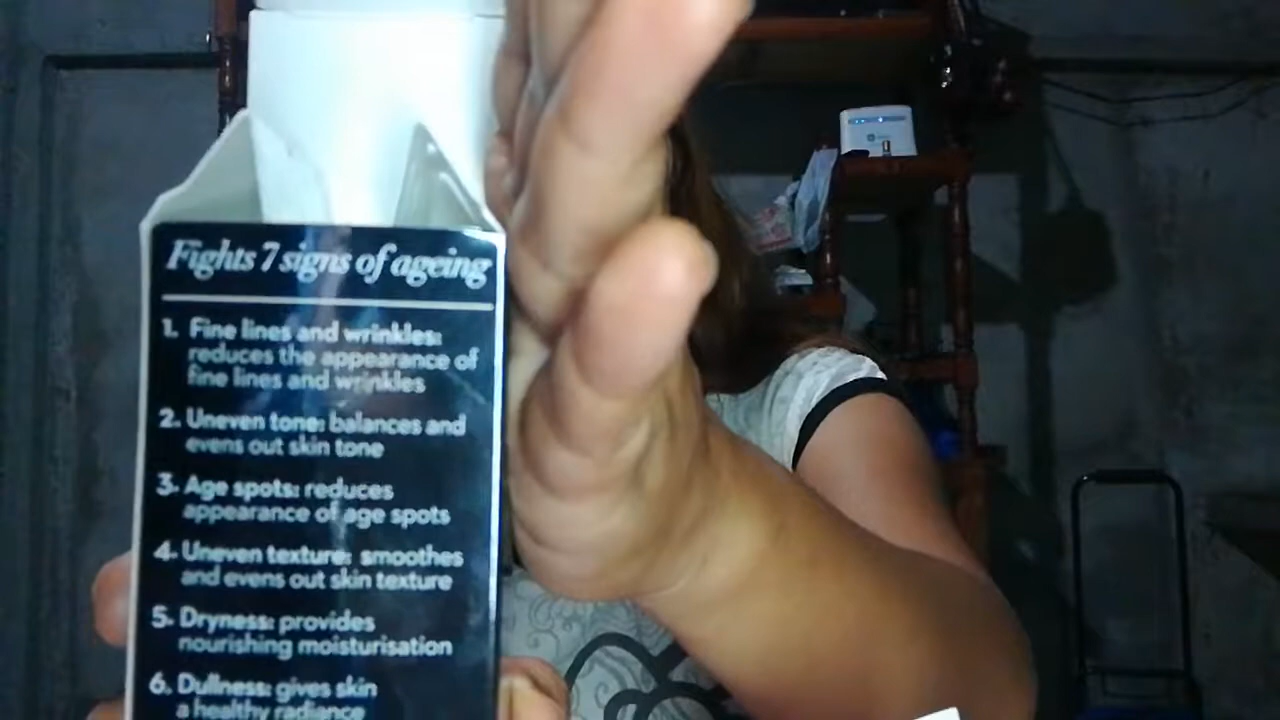 Fights 7 signs of ageing
1. Fine lines and wrinkles:
reduces the appearance of
fine lines and wrinkles
2. Uneven tone: balances and
evens out skin tone
3. Age spots: reduces
appearance of age spots
4. Uneven texture: smoothes
and evens out skin texture
5. Dryness: provides
nourishing moisturisation
6. Dullness: gives skin
a healthy radiance